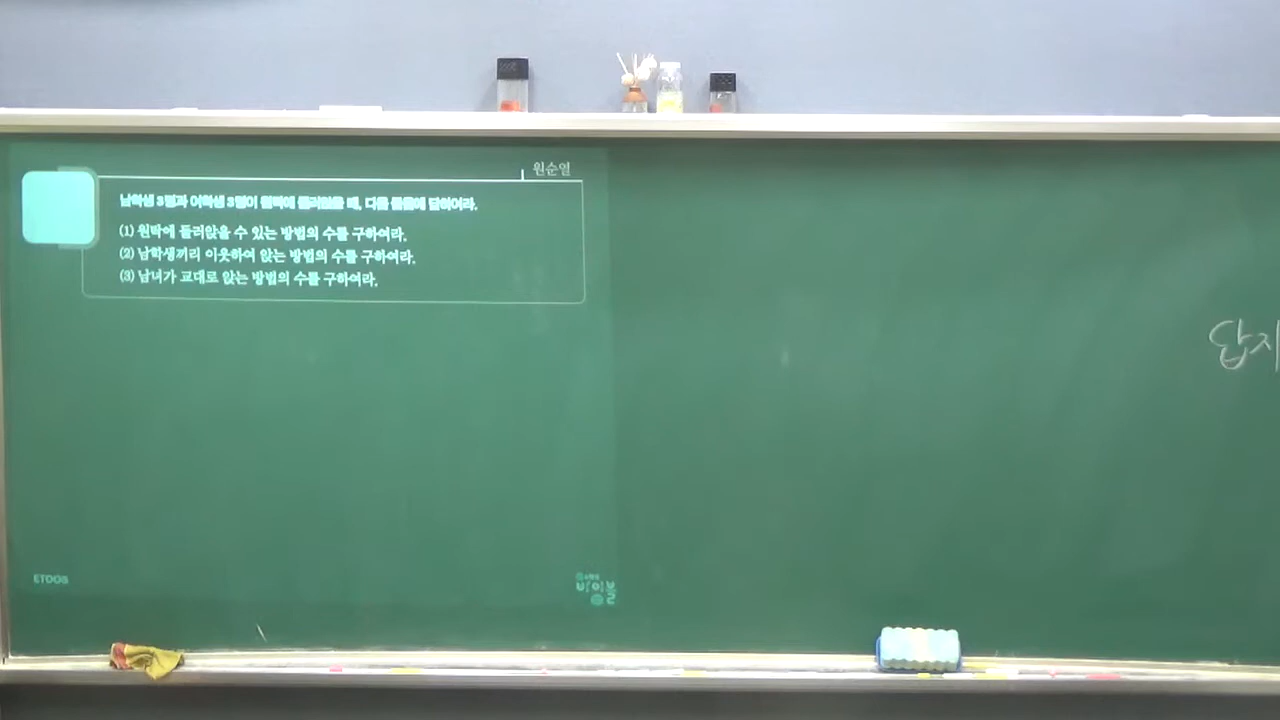 원순열
남학생 3명과 여학생 3명이 원탁에 둘러앉을 때, 다음 물음에 답하여라.
(1) 원탁에 둘러앉을 수 있는 방법의 수를 구하여라.
(2) 남학생끼리 이웃하여 앉는 방법의 수를 구하여라.
(3) 남녀가 교대로 앉는 방법의 수를 구하여라.
답지
ETOOS